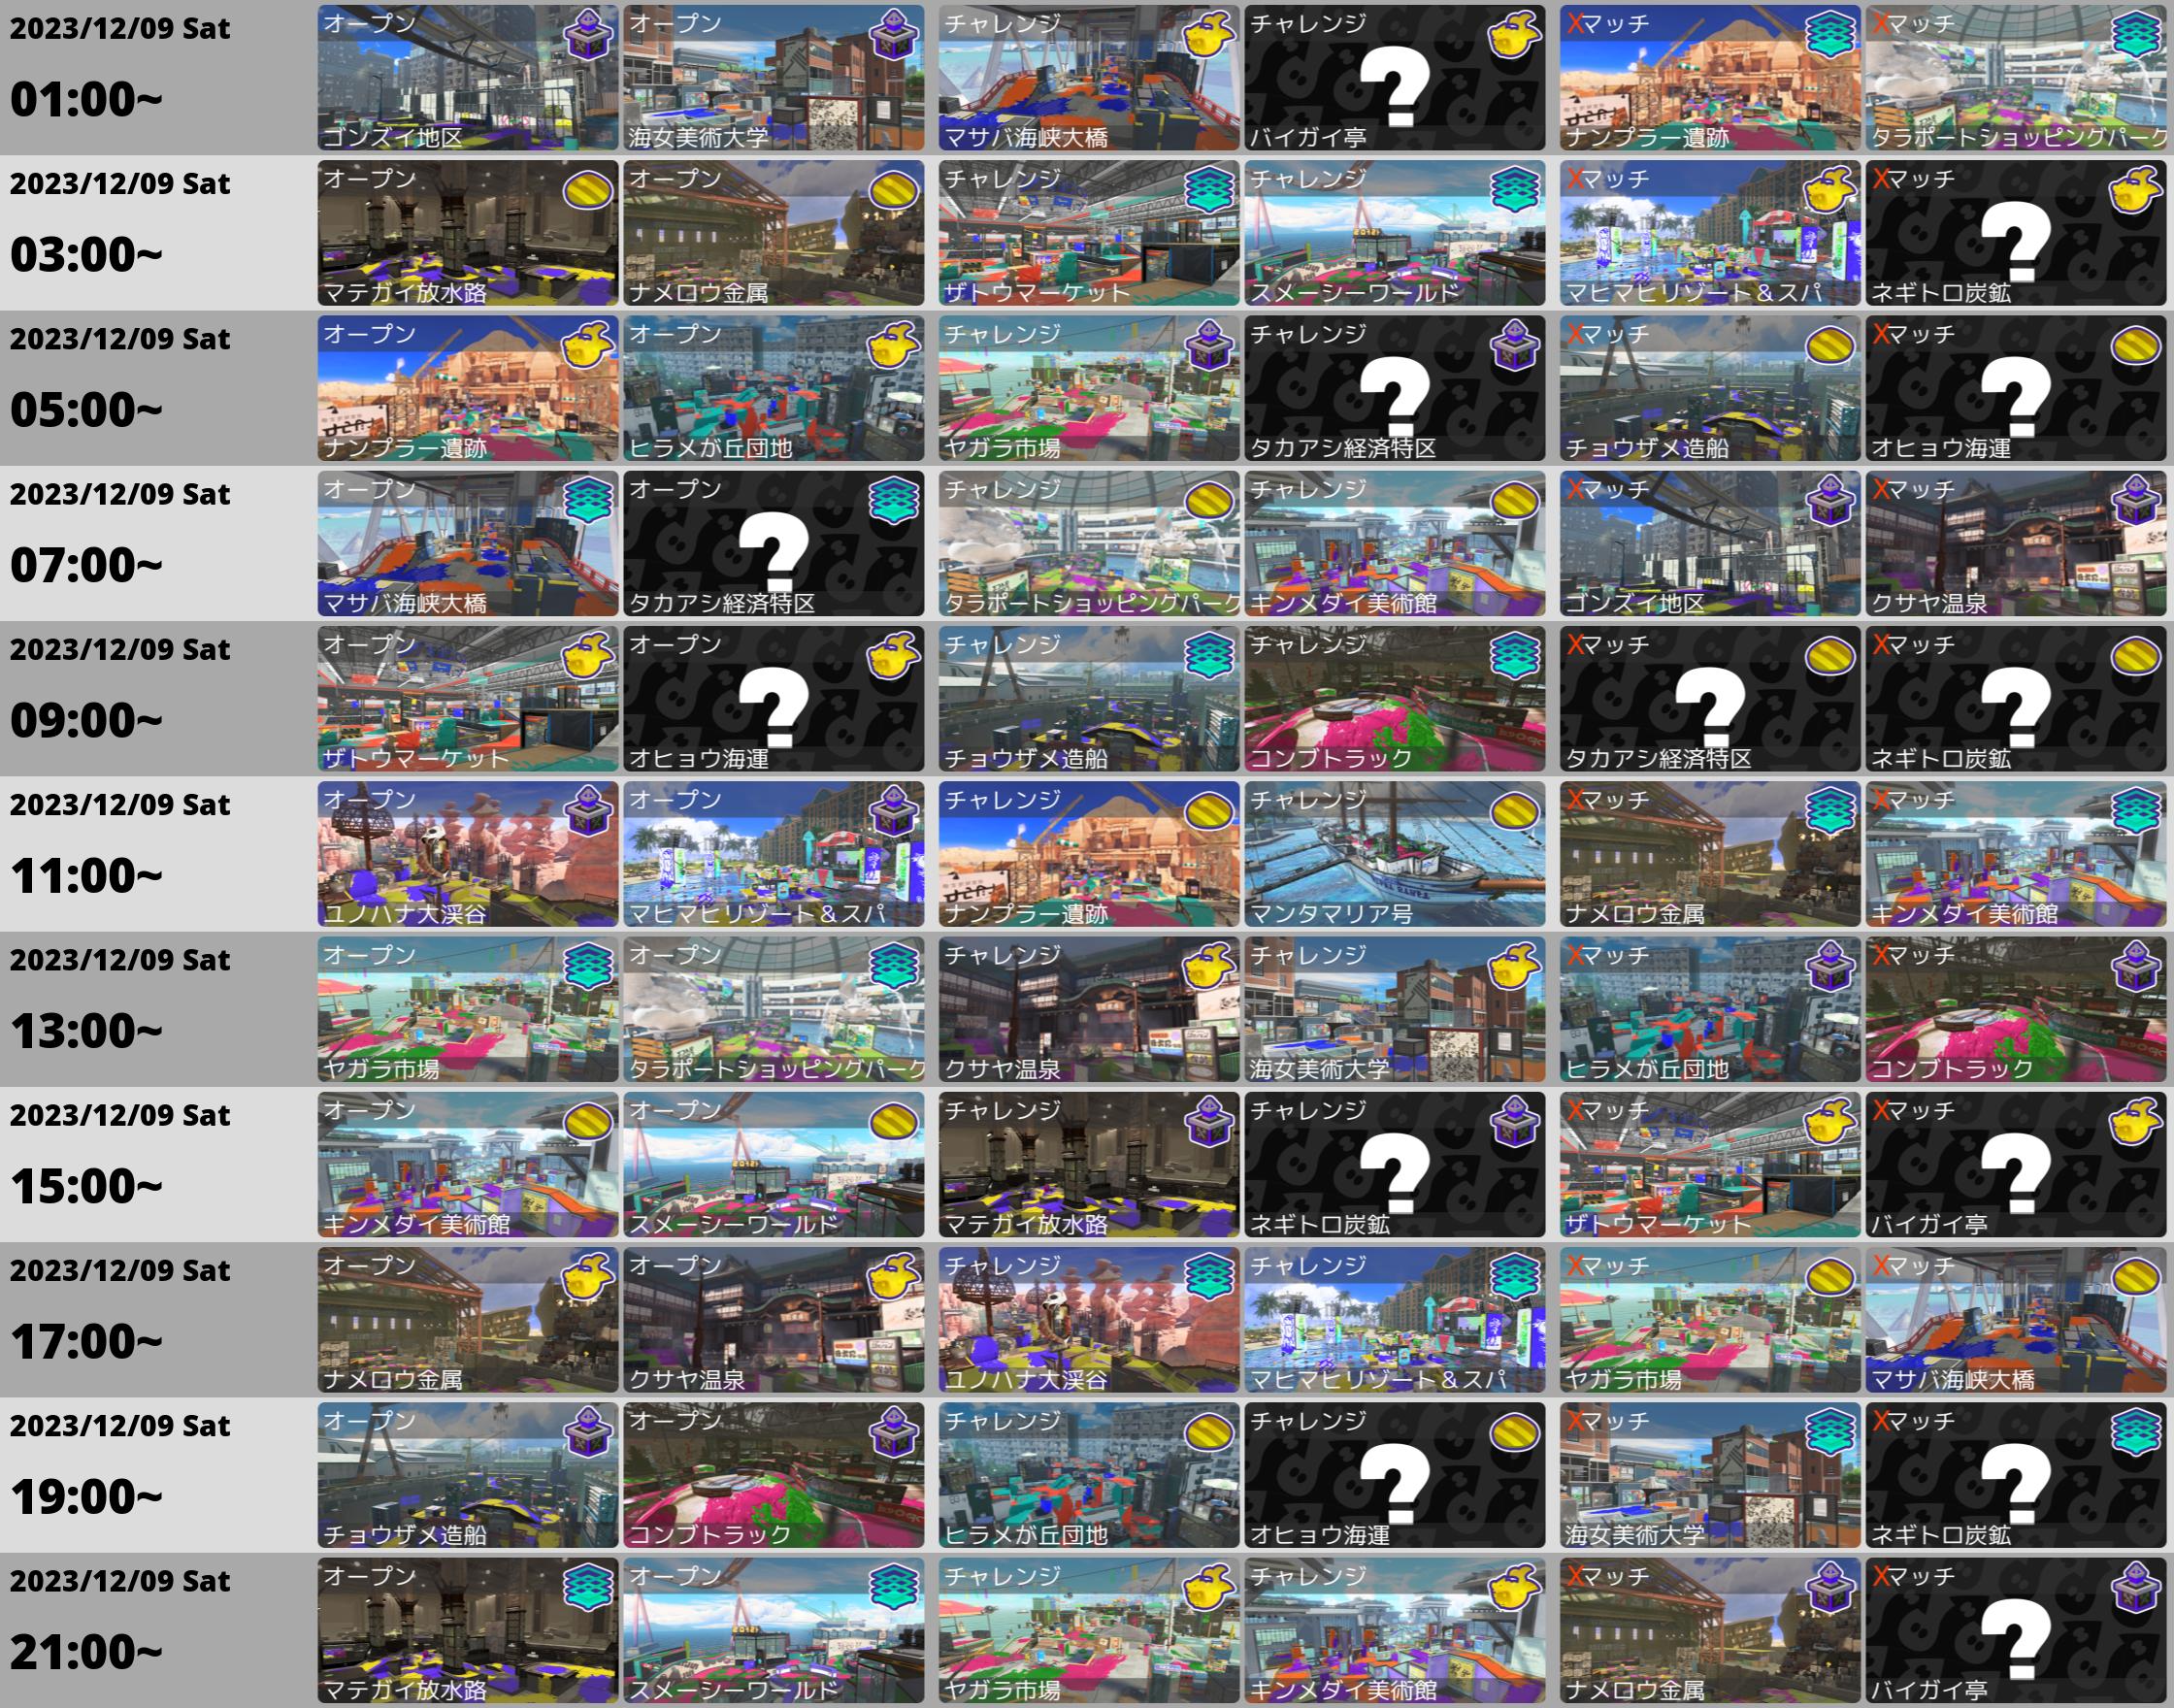 2023/12/09 Sat
01:00~
オープン オープン チャレンジ チャレンジ Xマッチ Xマッチ
ゴンズイ地区 海女美術大学 マサバ海峡大橋 バイガイ亭 ナンプラー遺跡 タラポートショッピングパーク
2023/12/09 Sat
03:00~
オープン オープン チャレンジ チャレンジ Xマッチ Xマッチ
マテガイ放水路 ナメロウ金属 ザトウマーケット スメーシーワールド マヒマヒリゾート&スパ ネギトロ炭鉱
2023/12/09 Sat
05:00~
オープン オープン チャレンジ チャレンジ Xマッチ Xマッチ
ナンプラー遺跡 ヒラメが丘団地 ヤガラ市場 タカアシ経済特区 チョウザメ造船 オヒョウ海運
2023/12/09 Sat
07:00~
オープン オープン チャレンジ チャレンジ Xマッチ Xマッチ
マサバ海峡大橋 タカアシ経済特区 タラポートショッピングパーク キンメダイ美術館 ゴンズイ地区 クサヤ温泉
2023/12/09 Sat
09:00~
オープン オープン チャレンジ チャレンジ Xマッチ Xマッチ
ザトウマーケット オヒョウ海運 チョウザメ造船 コンブトラック タカアシ経済特区 ネギトロ炭鉱
2023/12/09 Sat
11:00~
オープン オープン チャレンジ チャレンジ Xマッチ Xマッチ
ユノハナ大渓谷 マヒマヒリゾート&スパ ナンプラー遺跡 マンタマリア号 ナメロウ金属 キンメダイ美術館
2023/12/09 Sat
13:00~
オープン オープン チャレンジ チャレンジ Xマッチ Xマッチ
ヤガラ市場 タラポートショッピングパーク クサヤ温泉 海女美術大学 ヒラメが丘団地 コンブトラック
2023/12/09 Sat
15:00~
オープン オープン チャレンジ チャレンジ Xマッチ Xマッチ
キンメダイ美術館 スメーシーワールド マテガイ放水路 ネギトロ炭鉱 ザトウマーケット バイガイ亭
2023/12/09 Sat
17:00~
オープン オープン チャレンジ チャレンジ Xマッチ Xマッチ
ナメロウ金属 クサヤ温泉 ユノハナ大渓谷 マヒマヒリゾート&スパ ヤガラ市場 マサバ海峡大橋
2023/12/09 Sat
19:00~
オープン オープン チャレンジ チャレンジ Xマッチ Xマッチ
チョウザメ造船 コンブトラック ヒラメが丘団地 オヒョウ海運 海女美術大学 ネギトロ炭鉱
2023/12/09 Sat
21:00~
オープン オープン チャレンジ チャレンジ Xマッチ Xマッチ
マテガイ放水路 スメーシーワールド ヤガラ市場 キンメダイ美術館 ナメロウ金属 バイガイ亭